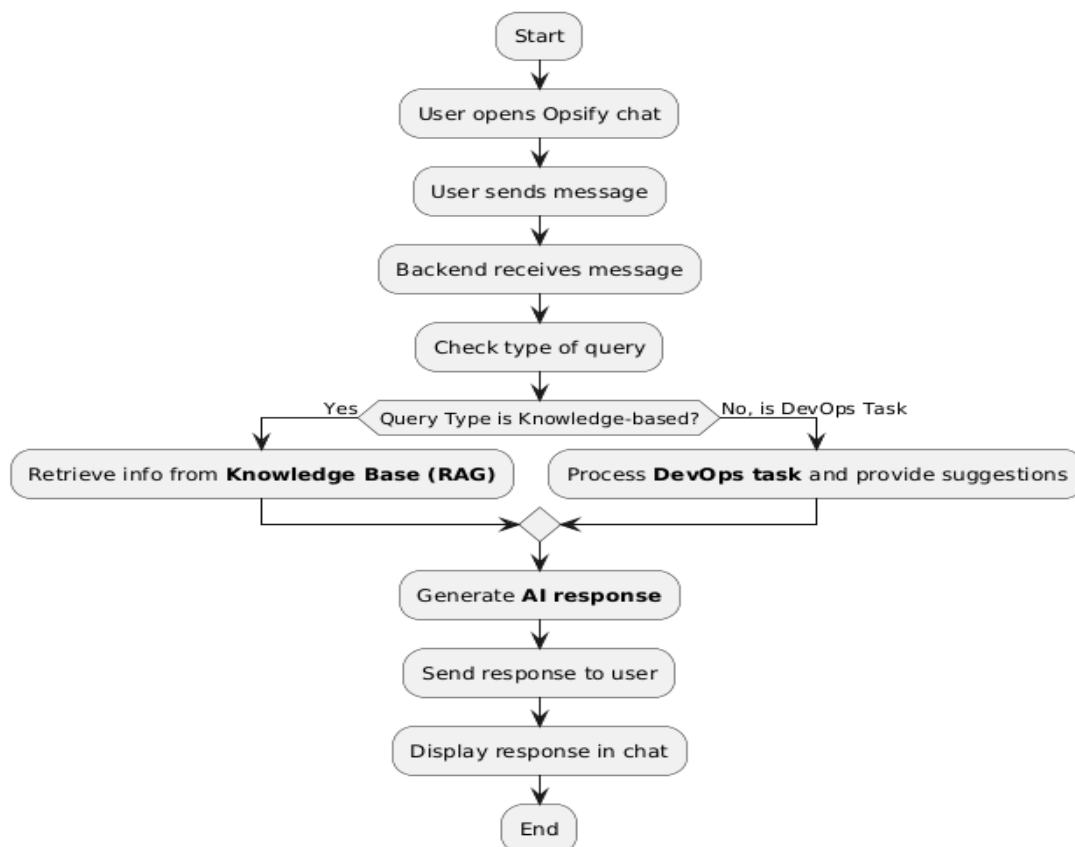 Start
User opens Opsify chat
User sends message
Backend receives message
Check type of query
Yes
Query Type is Knowledge-based?
No, is DevOps Task
Retrieve info from Knowledge Base (RAG)
Process DevOps task and provide suggestions
Generate AI response
Send response to user
Display response in chat
End